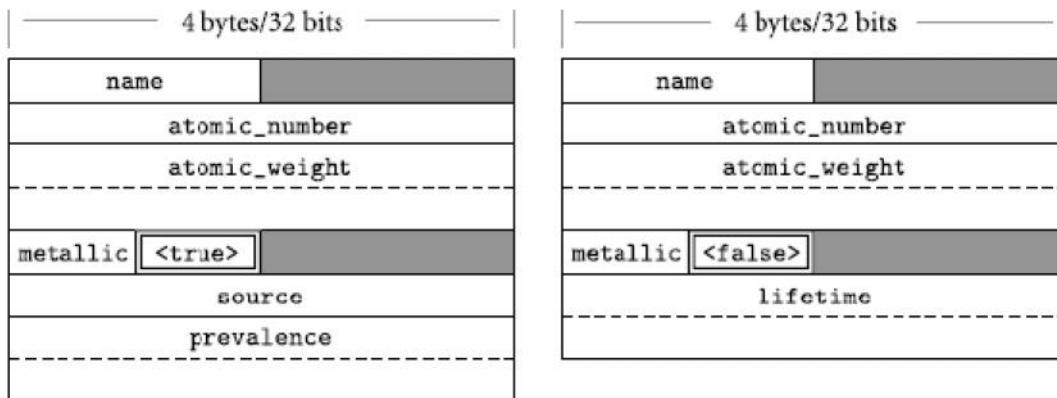 4 bytes/32 bits
name
atomic_number
atomic_weight
metallic <true>
source
prevalence
4 bytes/32 bits
name
atomic_number
atomic_weight
metallic <false>
lifetime